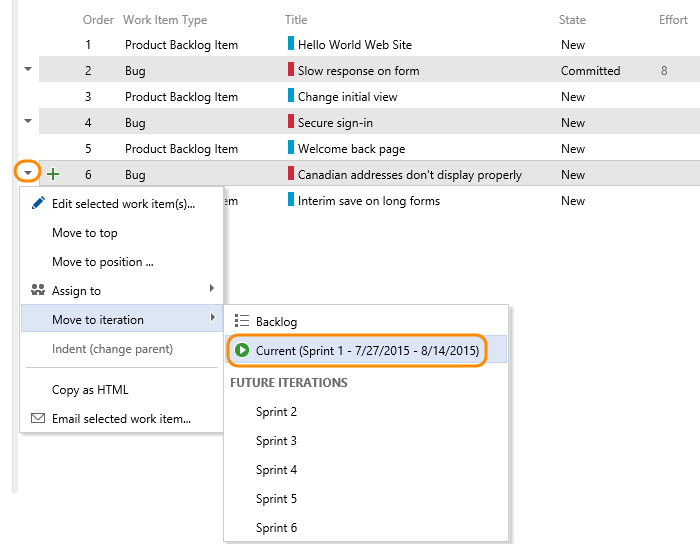 Order Work Item Type Title State Effort
1 Product Backlog Item Hello World Web Site New
2 Bug Slow response on form Committed 8
3 Product Backlog Item Change initial view New
4 Bug Secure sign-in New
5 Product Backlog Item Welcome back page New
6 Bug Canadian addresses don't display properly New
Interim save on long forms New
Edit selected work item(s)...
Move to top
Move to position ...
Assign to
Move to iteration
Indent (change parent)
Copy as HTML
Email selected work item...
Backlog
Current (Sprint 1 - 7/27/2015 - 8/14/2015)
FUTURE ITERATIONS
Sprint 2
Sprint 3
Sprint 4
Sprint 5
Sprint 6